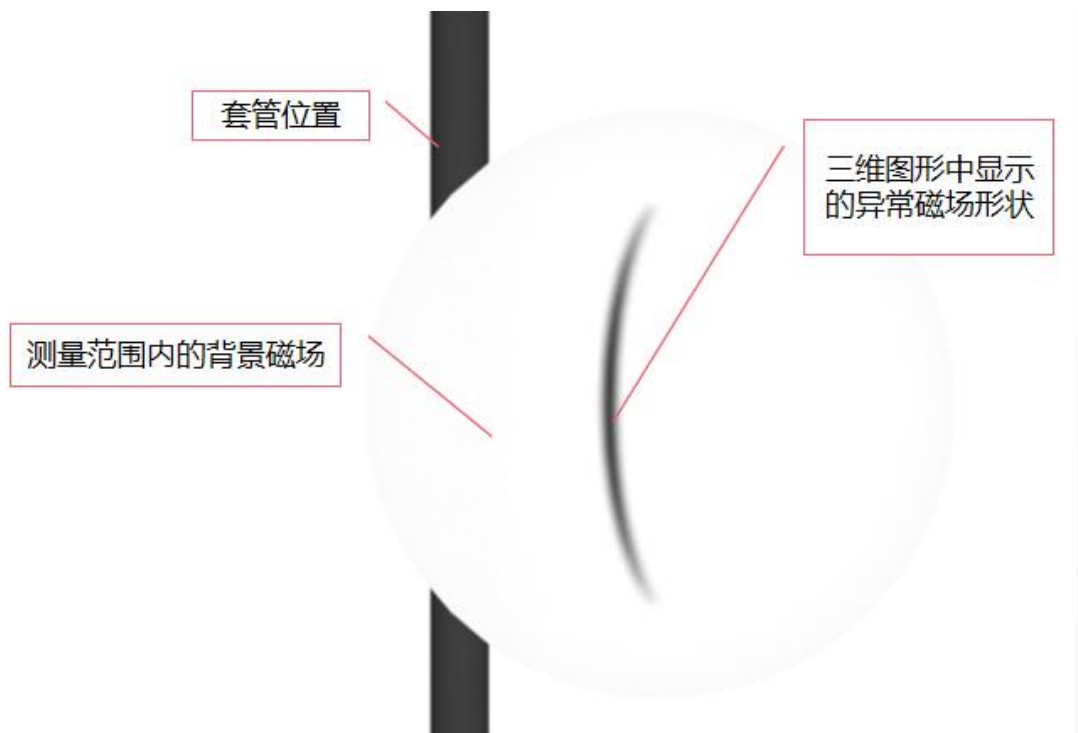 套管位置
三维图形中显示
的异常磁场形状
测量范围内的背景磁场